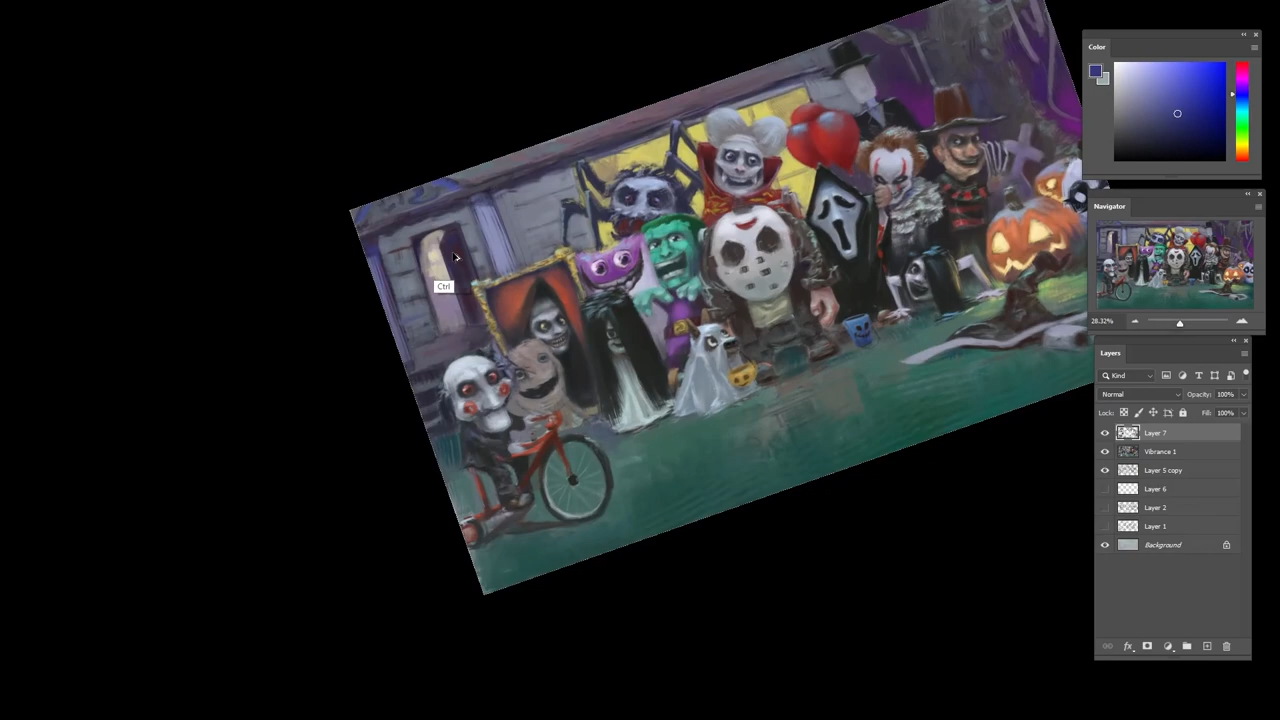 Color
Navigator
28.32%
Layers
Kind
Normal
Opacity: 100%
Lock:
Fill: 100%
Layer 7
Vibrance 1
Layer 5 copy
Layer 6
Layer 2
Layer 1
Background
fx
Ctrl